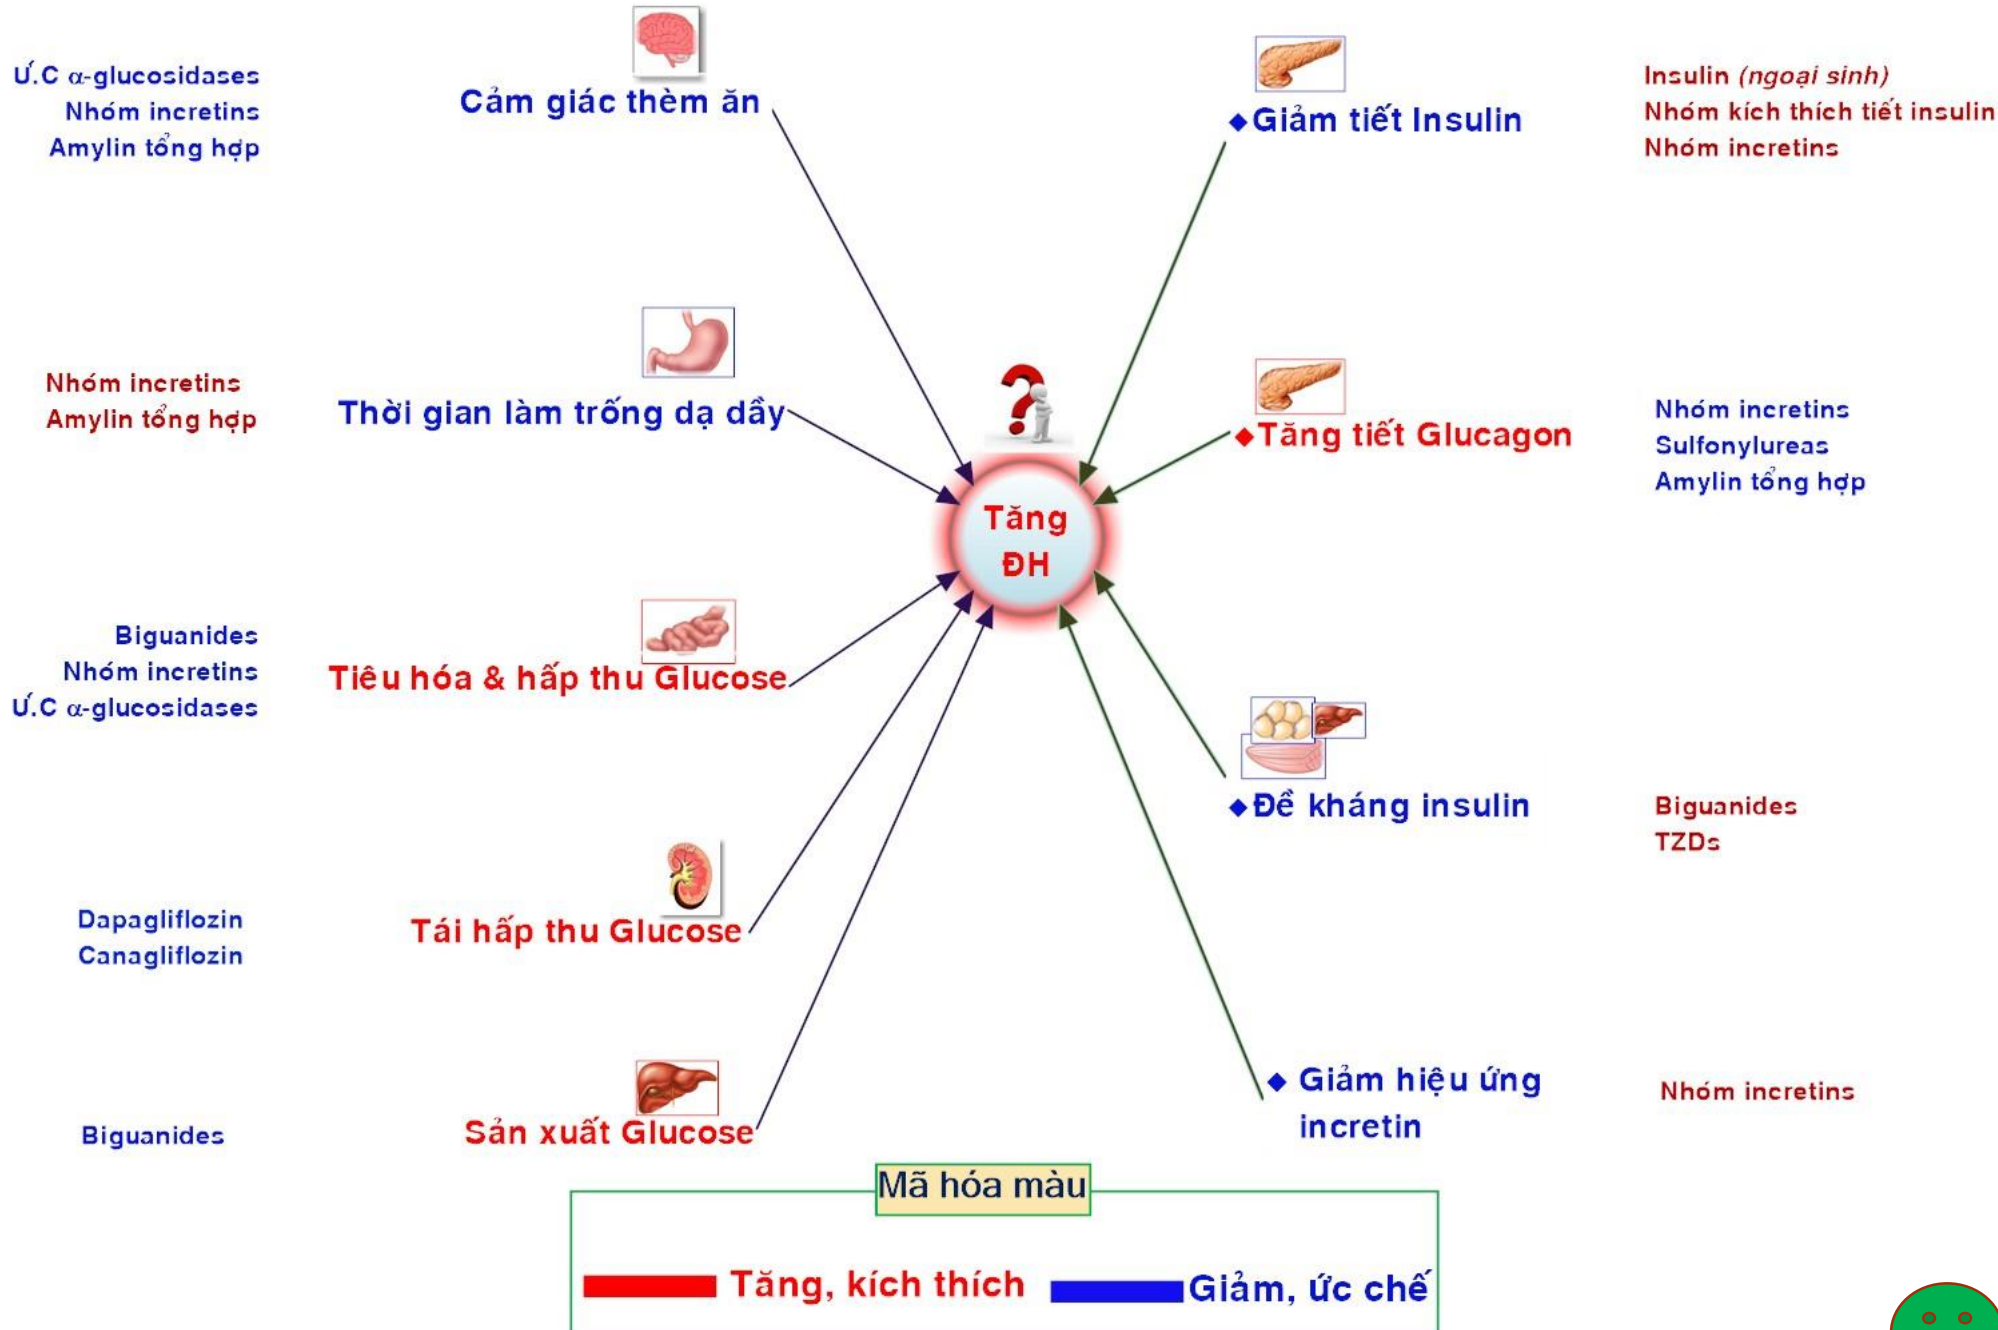 Ư.C α-glucosidases
Nhóm incretins
Amylin tổng hợp
Cảm giác thèm ăn
◆Giảm tiết Insulin
Insulin (ngoại sinh)
Nhóm kích thích tiết insulin
Nhóm incretins
Nhóm incretins
Amylin tổng hợp
Thời gian làm trống dạ dầy
?
◆Tăng tiết Glucagon
Nhóm incretins
Sulfonylureas
Amylin tổng hợp
Tăng
ĐH
Biguanides
Nhóm incretins
Ư.C α-glucosidases
Tiêu hóa & hấp thu Glucose
◆Đề kháng insulin
Biguanides
TZDs
Dapagliflozin
Canagliflozin
Tái hấp thu Glucose
Biguanides
Sản xuất Glucose
◆ Giảm hiệu ứng
incretin
Nhóm incretins
Mã hóa màu
Tăng, kích thích
Giảm, ức chế